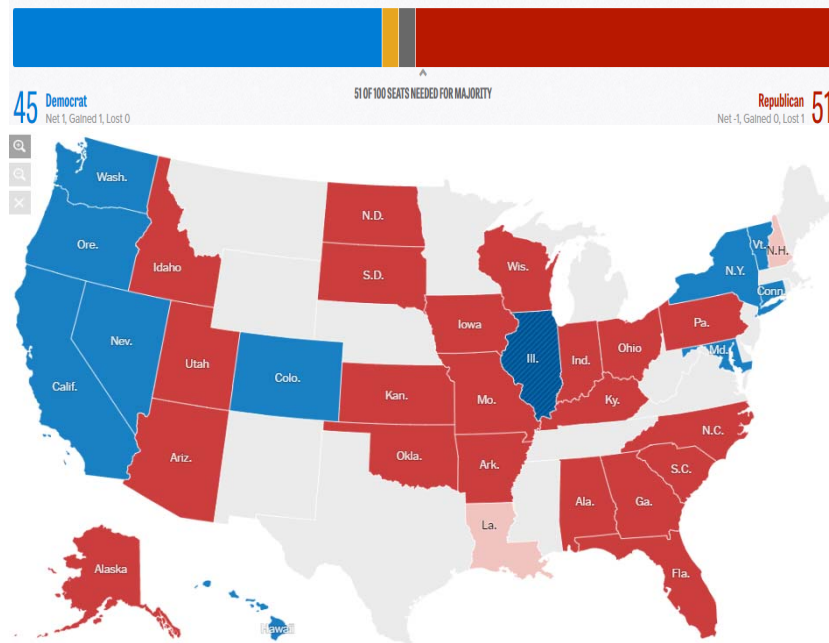 51 OF 100 SEATS NEEDED FOR MAJORITY
45 Democrat
Net 1, Gained 1, Lost 0
Republican 51
Net -1, Gained 0, Lost 1
Wash.
Ore.
Idaho
N.D.
S.D.
Wis.
Vt.
N.H.
N.Y.
Conn.
Nev.
Utah
Colo.
Iowa
Ill.
Ind.
Ohio
Pa.
Md.
Calif.
Kan.
Mo.
Ky.
Ariz.
Okla.
Ark.
N.C.
S.C.
La.
Ala.
Ga.
Fla.
Alaska
Hawaii